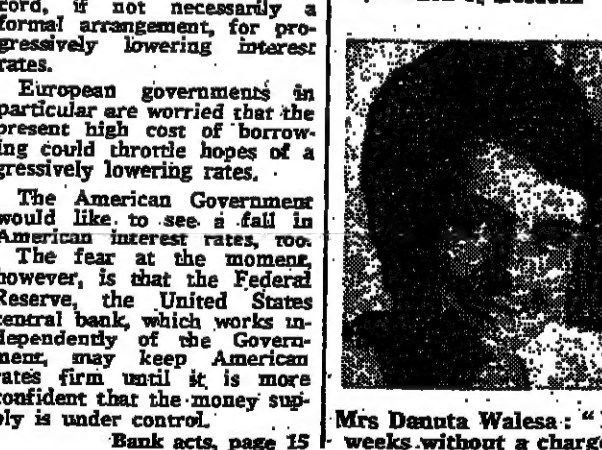 cord, if not necessarily a
formal arrangement, for pro-
gressively lowering interest
rates.
European governments in
particular are worried that the
present high cost of borrow-
ing could throttle hopes of a
gressively lowering rates.
The American Government
would like to see a fall in
American interest rates, too.
The fear at the moment,
however, is that the Federal
Reserve, the United States
central bank, which works in-
dependently of the Govern-
ment, may keep American
rates firm until it is more
confident that the money sup-
ply is under control.
Bank acts, page 15
Mrs Danuta Walesa: "
weeks without a charge